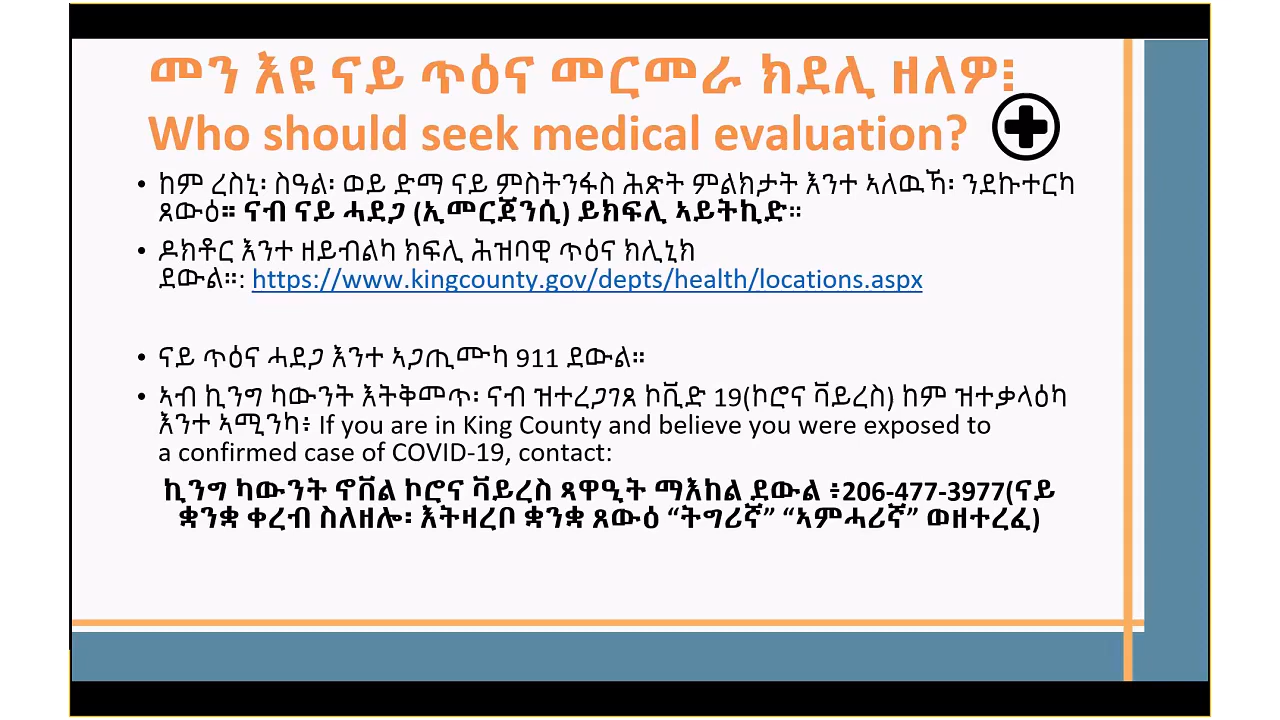 መን እዩ ናይ ጥዕና መርመራ ክደሊ ዘለዎ፧
Who should seek medical evaluation?
• ከም ረስኒ፡ ስዓል፡ ወይ ድማ ናይ ምስትንፋስ ሕጽት ምልክታት እንተ ኣለዉኻ፡ ንደኩተርካ
ጸውዕ። ናብ ናይ ሓደጋ (ኢመርጀንሲ) ይክፍሊ ኣይትኪድ።
• ዶክቶር እንተ ዘይብልካ ክፍሊ ሕዝባዊ ጥዕና ክሊኒክ
ደውል።: https://www.kingcounty.gov/depts/health/locations.aspx
• ናይ ጥዕና ሓደጋ እንተ ኣጋጢሙካ 911 ደውል።
• ኣብ ኪንግ ካውንት እትቅመጥ፡ ናብ ዝተረጋገጸ ኮቪድ 19(ኮሮና ቫይረስ) ከም ዝተቃላዕካ
እንተ ኣሚንካ፥ If you are in King County and believe you were exposed to
a confirmed case of COVID-19, contact:
ኪንግ ካውንት ኖቨል ኮሮና ቫይረስ ጻዋዒት ማእከል ደውል ፥206-477-3977(ናይ
ቋንቋ ቀረብ ስለዘሎ፡ እትዛረቦ ቋንቋ ጸውዕ “ትግሪኛ” “ኣምሓሪኛ” ወዘተረፈ)